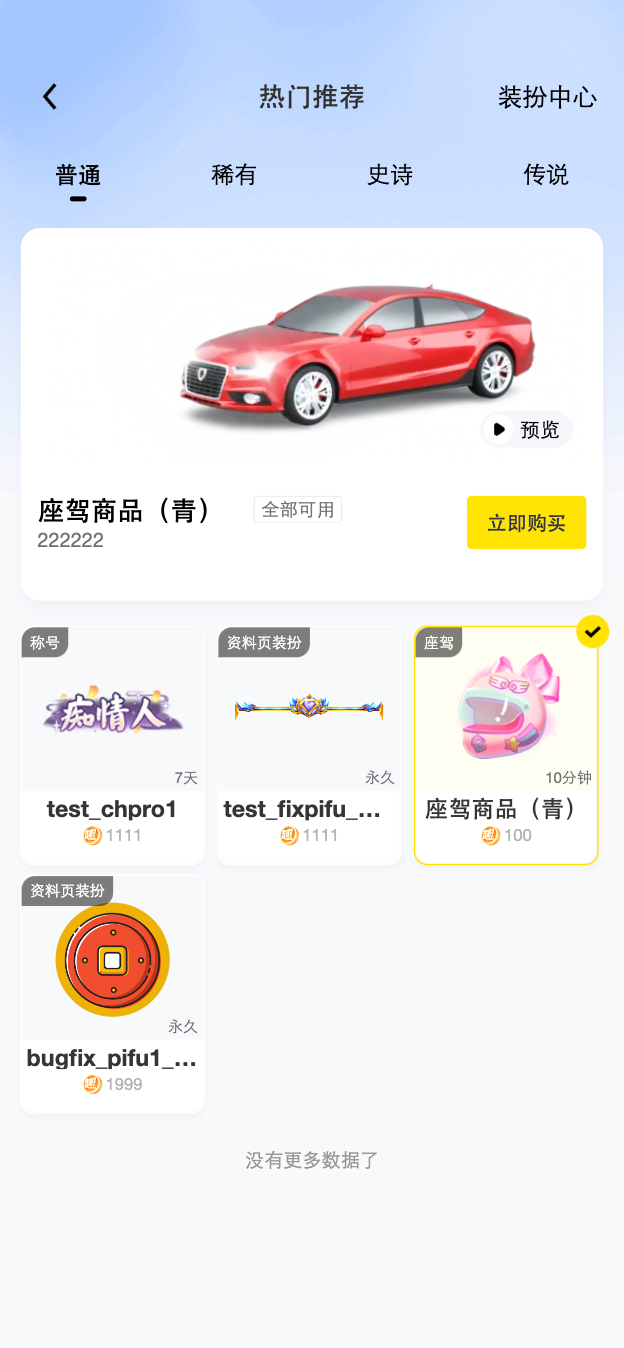 热门推荐
装扮中心
普通
稀有
史诗
传说
预览
座驾商品（青）
全部可用
222222
立即购买
称号
痴情人
7天
test_chpro1
1111
资料页装扮
永久
test_fixpifu_...
1111
座驾
10分钟
座驾商品（青）
100
资料页装扮
永久
bugfix_pifu1_...
1999
没有更多数据了